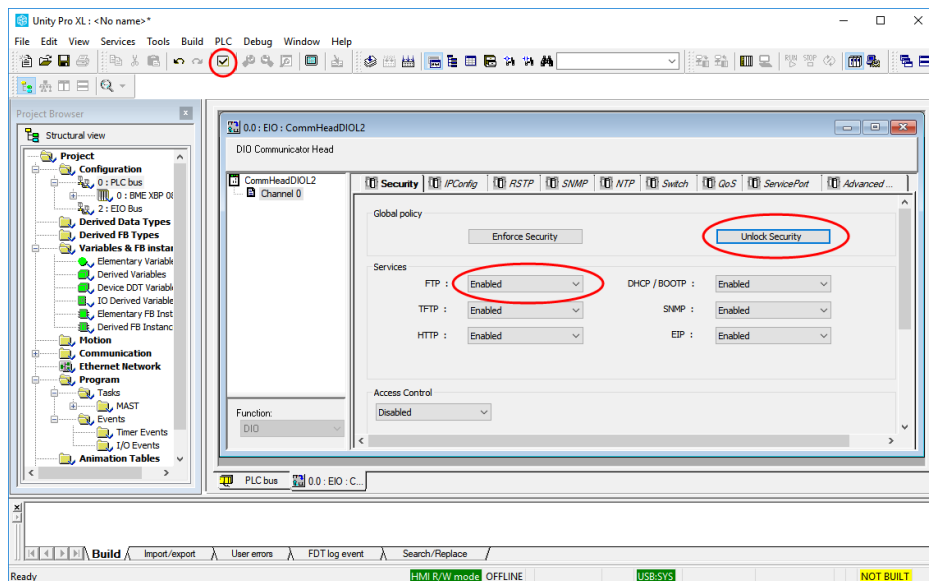 Unity Pro XL : <No name>*
File Edit View Services Tools Build PLC Debug Window Help
RUN STOP
Project Browser
Structural view
Project
Configuration
0 : PLC bus
0 : BME XBP 08
2 : EIO Bus
Derived Data Types
Derived FB Types
Variables & FB instan
Elementary Variable
Derived Variables
Device DDT Variabl
IO Derived Variable
Elementary FB Inst
Derived FB Instanc
Motion
Communication
Ethernet Network
Program
Tasks
MAST
Events
Timer Events
I/O Events
Animation Tables
0.0 : EIO : CommHeadDIOL2
DIO Communicator Head
CommHeadDIOL2
Channel 0
Function:
DIO
Security IPConfig RSTP SNMP NTP Switch QoS ServicePort Advanced ...
Global policy
Enforce Security Unlock Security
Services
FTP : Enabled DHCP / BOOTP : Enabled
TFTP : Enabled SNMP : Enabled
HTTP : Enabled EIP : Enabled
Access Control
Disabled
PLC bus 0.0 : EIO : C...
Build Import/export User errors FDT log event Search/Replace
Ready HMI R/W mode OFFLINE USB:SYS NOT BUILT